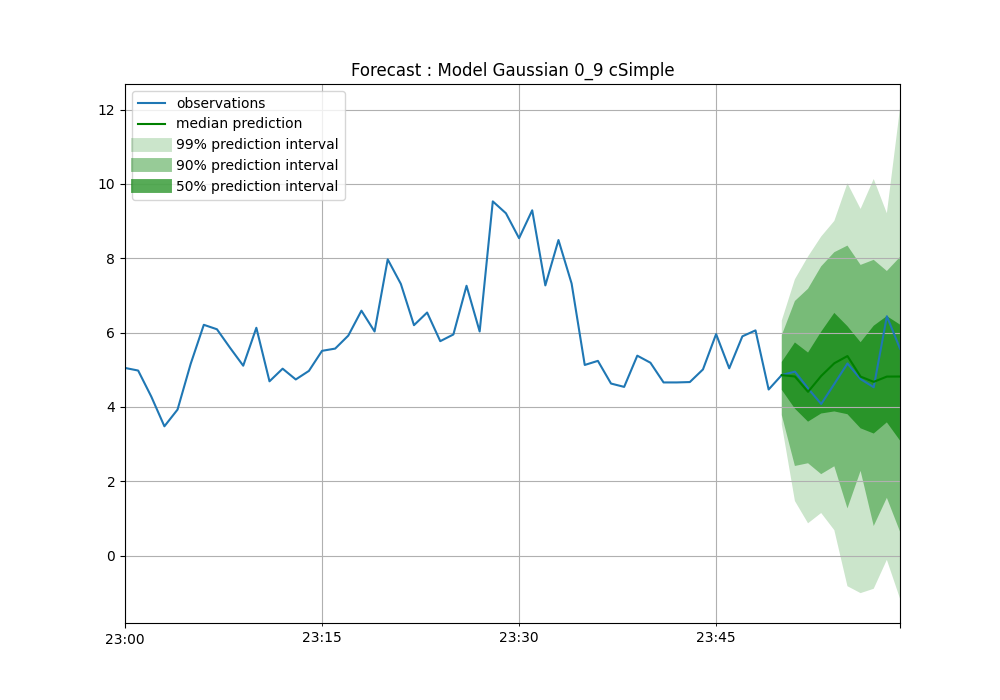 Forecast : Model Gaussian 0_9 cSimple
observations
median prediction
99% prediction interval
90% prediction interval
50% prediction interval
12
10
8
6
4
2
0
23:00
23:15
23:30
23:45